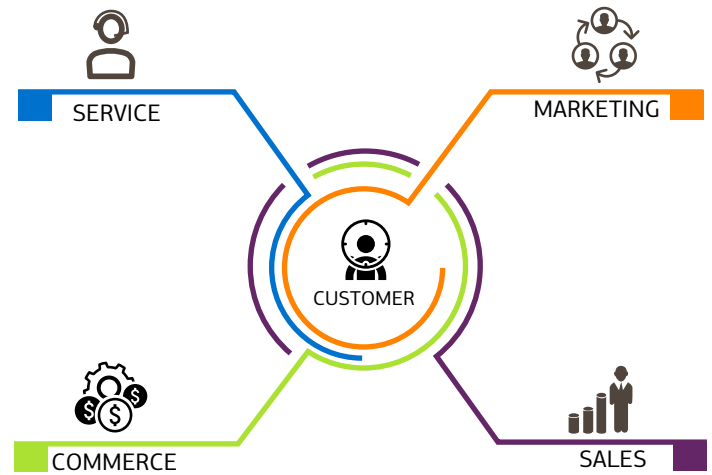 SERVICE
MARKETING
CUSTOMER
$ $ $
COMMERCE
SALES